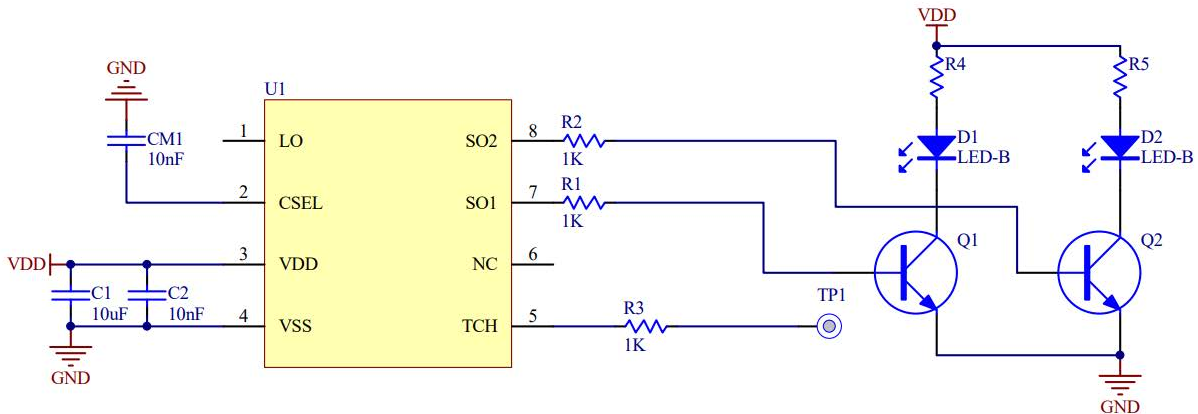 VDD
R4
R5
GND
U1
CM1
10nF
1
LO
SO2
8
R2
1K
D1
LED-B
D2
LED-B
2
CSEL
SO1
7
R1
1K
3
VDD
VDD
NC
6
Q1
Q2
C1
10uF
C2
10nF
4
VSS
TCH
5
R3
1K
TP1
GND
GND